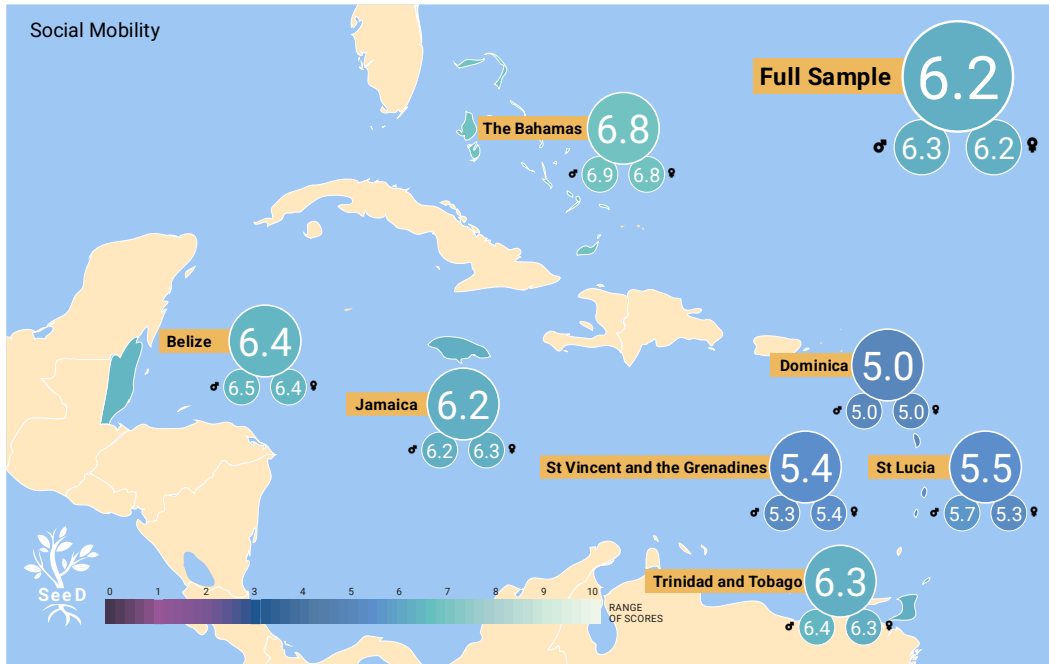 Social Mobility
Full Sample
6.2
♂ 6.3 6.2 ♀
The Bahamas
6.8
♂ 6.9 6.8 ♀
Belize
6.4
♂ 6.5 6.4 ♀
Jamaica
6.2
♂ 6.2 6.3 ♀
Dominica
5.0
♂ 5.0 5.0 ♀
St Vincent and the Grenadines
5.4
♂ 5.3 5.4 ♀
St Lucia
5.5
♂ 5.7 5.3 ♀
Trinidad and Tobago
6.3
♂ 6.4 6.3 ♀
SeeD
0 1 2 3 4 5 6 7 8 9 10
RANGE
OF SCORES